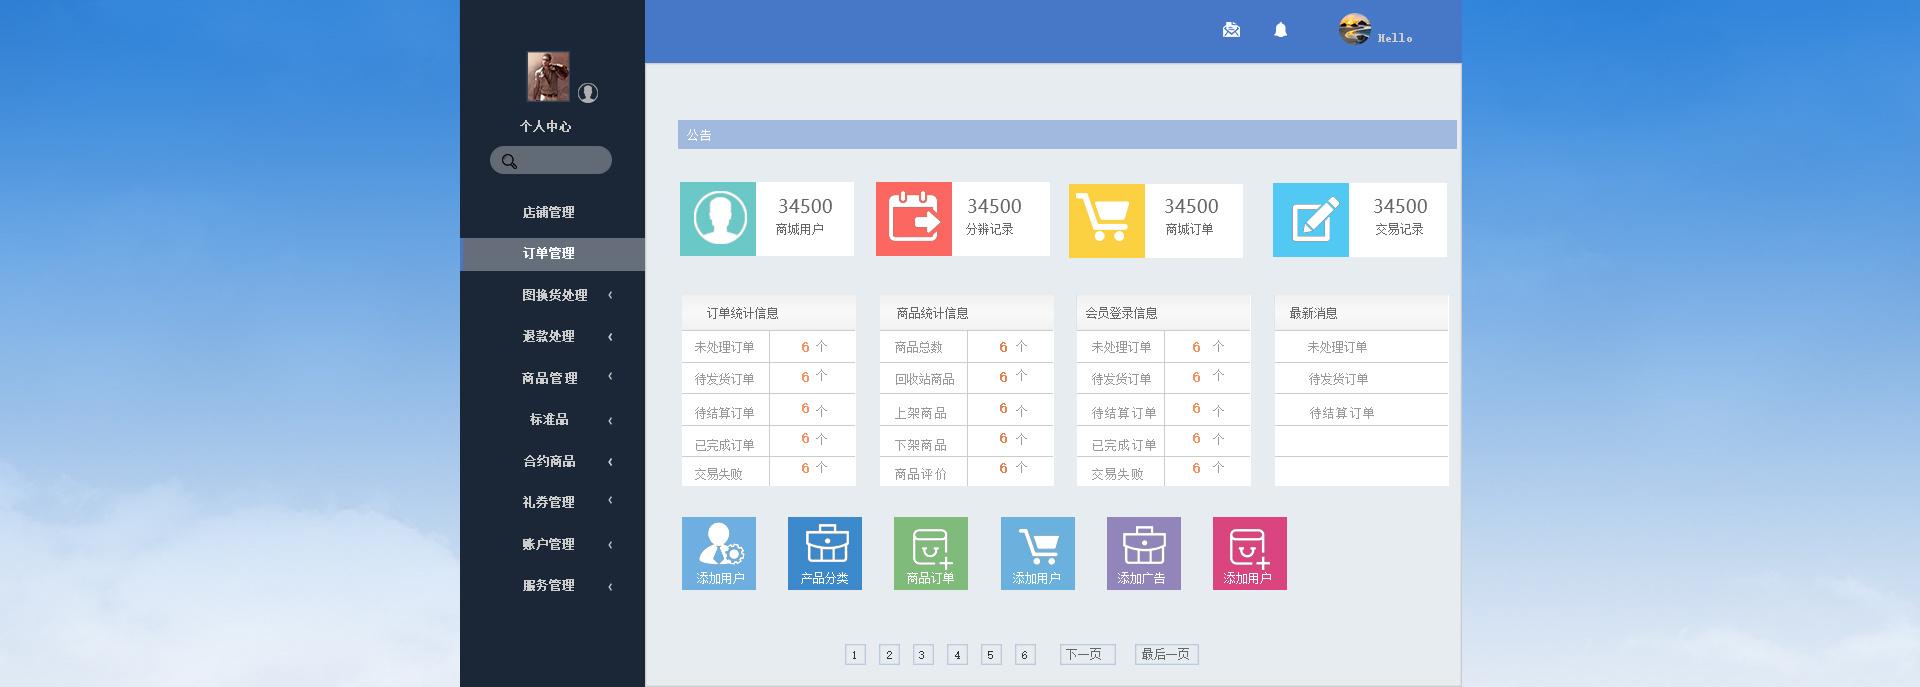 Hello
个人中心
店铺管理
订单管理
图换货处理
退款处理
商品管理
标准品
合约商品
礼券管理
账户管理
服务管理
公告
34500
商城用户
34500
分辨记录
34500
商城订单
34500
交易记录
订单统计信息
未处理订单 6 个
待发货订单 6 个
待结算订单 6 个
已完成订单 6 个
交易失败 6 个
商品统计信息
商品总数 6 个
回收站商品 6 个
上架商品 6 个
下架商品 6 个
商品评价 6 个
会员登录信息
未处理订单 6 个
待发货订单 6 个
待结算订单 6 个
已完成订单 6 个
交易失败 6 个
最新消息
未处理订单
待发货订单
待结算订单
添加用户
产品分类
商品订单
添加用户
添加广告
添加用户
1 2 3 4 5 6 下一页 最后一页